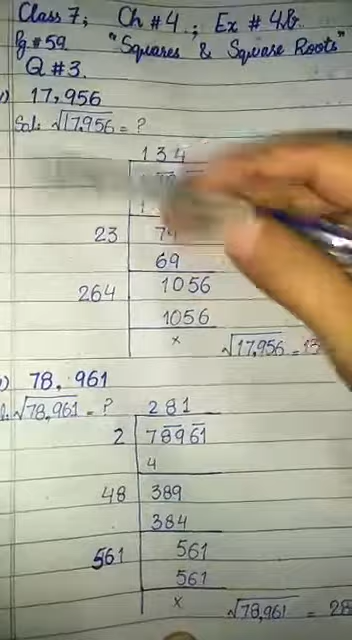 Class 7; Ch # 4; Ex # 4b
Pg # 59 "Squares & Square Roots"
Q # 3.
17,956
Sol: √17,956 = ?
134
23 74
69
264 1056
1056
x √17,956 = 13
78,961
√78,961 = ?
281
2 78961
4
48 389
384
561 561
561
x √78,961 = 28